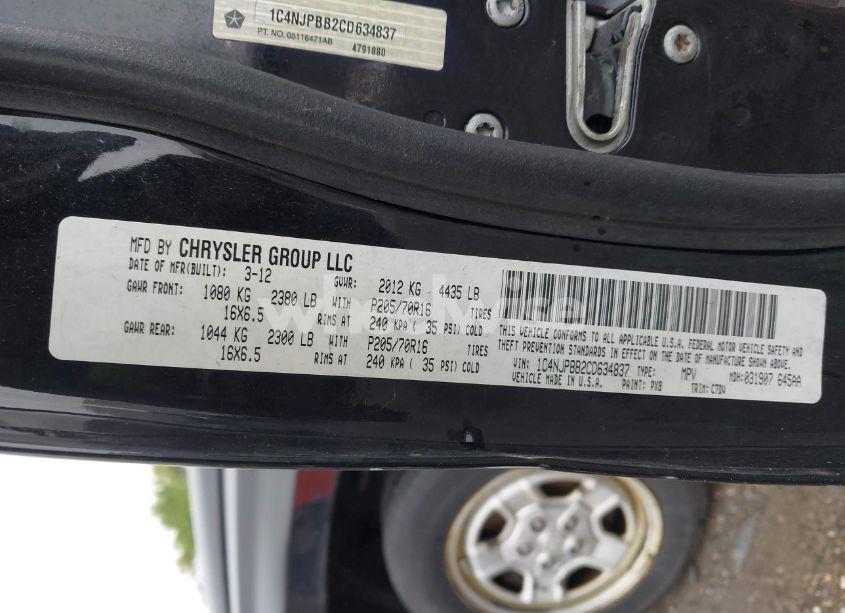 1C4NJPBB2CD634837
PT. NO. 05116471AB 4791880
MFD BY CHRYSLER GROUP LLC
DATE OF MFR(BUILT): 3-12 GVWR: 2012 KG - 4435 LB
GAWR FRONT: 1080 KG 2380 LB WITH P205/70R16 TIRES
16X6.5 RIMS AT 240 KPA ( 35 PSI) COLD
GAWR REAR: 1044 KG 2300 LB WITH P205/70R16 TIRES
16X6.5 RIMS AT 240 KPA ( 35 PSI) COLD
THIS VEHICLE CONFORMS TO ALL APPLICABLE U.S.A. FEDERAL MOTOR VEHICLE SAFETY AND
THEFT PREVENTION STANDARDS IN EFFECT ON THE DATE OF MANUFACTURE SHOWN ABOVE.
VIN: 1C4NJPBB2CD634837 TYPE: MPV MDH:031907 645AA
VEHICLE MADE IN U.S.A. PAINT: PX8 TRIM: C7DV